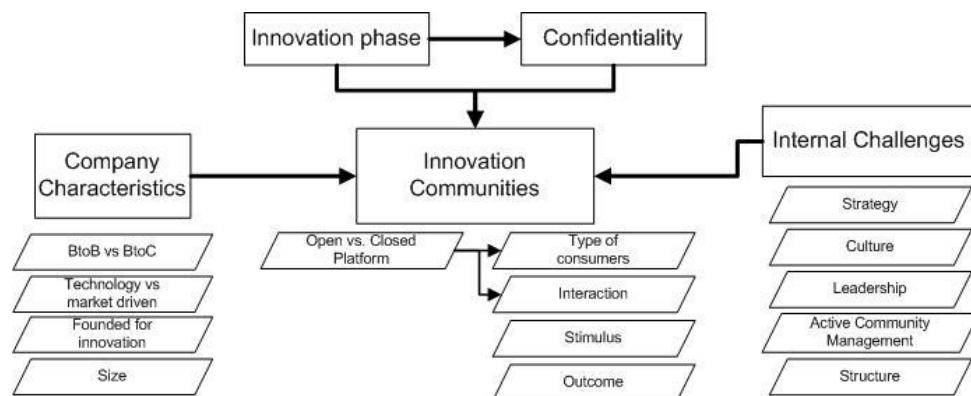 Innovation phase
Confidentiality
Company
Characteristics
Innovation
Communities
Internal Challenges
BtoB vs BtoC
Technology vs
market driven
Founded for
innovation
Size
Open vs. Closed
Platform
Type of
consumers
Interaction
Stimulus
Outcome
Strategy
Culture
Leadership
Active Community
Management
Structure